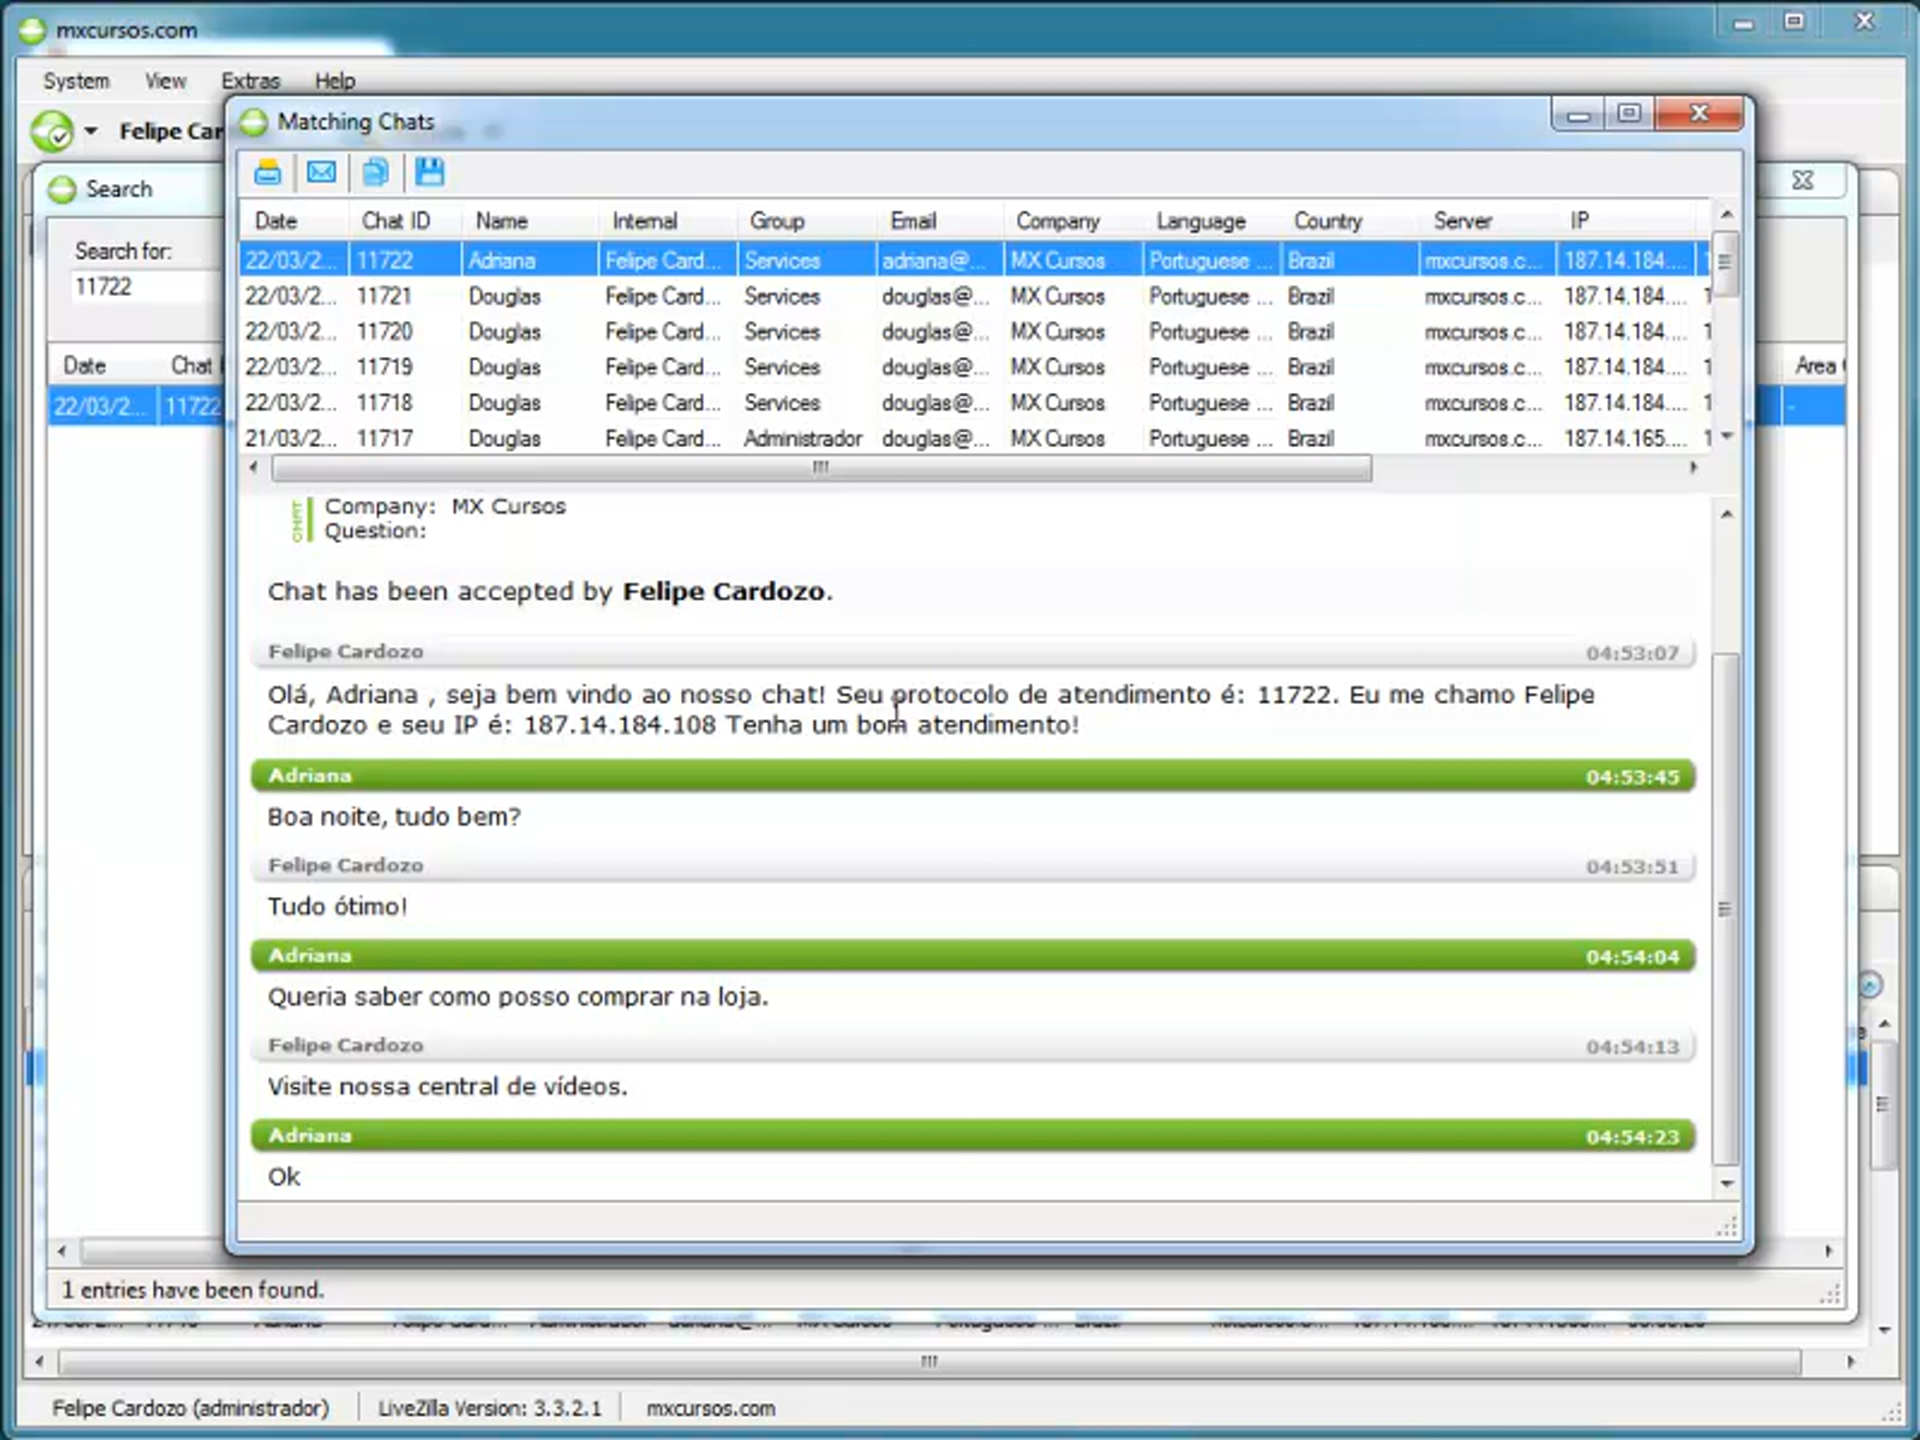 mxcursos.com
System View Extras Help
Felipe Car
Matching Chats
Search
Search for:
11722
Date Chat
22/03/2... 11722
Area
-
Date Chat ID Name Internal Group Email Company Language Country Server IP
22/03/2... 11722 Adriana Felipe Card... Services adriana@... MX Cursos Portuguese ... Brazil mxcursos.c... 187.14.184....
22/03/2... 11721 Douglas Felipe Card... Services douglas@... MX Cursos Portuguese ... Brazil mxcursos.c... 187.14.184....
22/03/2... 11720 Douglas Felipe Card... Services douglas@... MX Cursos Portuguese ... Brazil mxcursos.c... 187.14.184....
22/03/2... 11719 Douglas Felipe Card... Services douglas@... MX Cursos Portuguese ... Brazil mxcursos.c... 187.14.184....
22/03/2... 11718 Douglas Felipe Card... Services douglas@... MX Cursos Portuguese ... Brazil mxcursos.c... 187.14.184....
21/03/2... 11717 Douglas Felipe Card... Administrador douglas@... MX Cursos Portuguese ... Brazil mxcursos.c... 187.14.165....
CHAT
Company: MX Cursos
Question:
Chat has been accepted by Felipe Cardozo.
Felipe Cardozo 04:53:07
Olá, Adriana , seja bem vindo ao nosso chat! Seu protocolo de atendimento é: 11722. Eu me chamo Felipe
Cardozo e seu IP é: 187.14.184.108 Tenha um bom atendimento!
Adriana 04:53:45
Boa noite, tudo bem?
Felipe Cardozo 04:53:51
Tudo ótimo!
Adriana 04:54:04
Queria saber como posso comprar na loja.
Felipe Cardozo 04:54:13
Visite nossa central de vídeos.
Adriana 04:54:23
Ok
1 entries have been found.
Felipe Cardozo (administrador) LiveZilla Version: 3.3.2.1 mxcursos.com